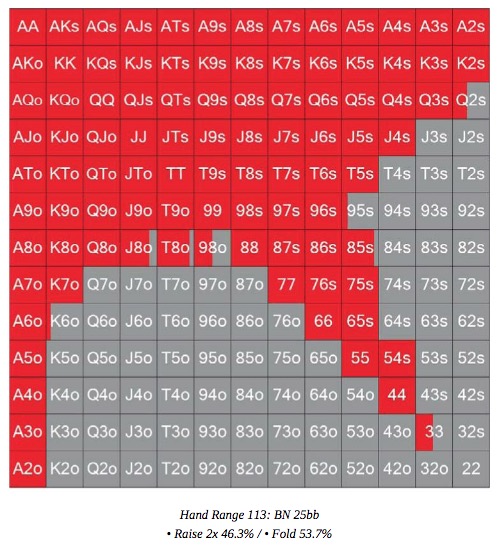 AA AKs AQs AJs ATs A9s A8s A7s A6s A5s A4s A3s A2s
AKo KK KQs KJs KTs K9s K8s K7s K6s K5s K4s K3s K2s
AQo KQo QQ QJs QTs Q9s Q8s Q7s Q6s Q5s Q4s Q3s Q2s
AJo KJo QJo JJ JTs J9s J8s J7s J6s J5s J4s J3s J2s
ATo KTo QTo JTo TT T9s T8s T7s T6s T5s T4s T3s T2s
A9o K9o Q9o J9o T9o 99 98s 97s 96s 95s 94s 93s 92s
A8o K8o Q8o J8o T8o 98o 88 87s 86s 85s 84s 83s 82s
A7o K7o Q7o J7o T7o 97o 87o 77 76s 75s 74s 73s 72s
A6o K6o Q6o J6o T6o 96o 86o 76o 66 65s 64s 63s 62s
A5o K5o Q5o J5o T5o 95o 85o 75o 65o 55 54s 53s 52s
A4o K4o Q4o J4o T4o 94o 84o 74o 64o 54o 44 43s 42s
A3o K3o Q3o J3o T3o 93o 83o 73o 63o 53o 43o 33 32s
A2o K2o Q2o J2o T2o 92o 82o 72o 62o 52o 42o 32o 22
Hand Range 113: BN 25bb
• Raise 2x 46.3% / • Fold 53.7%